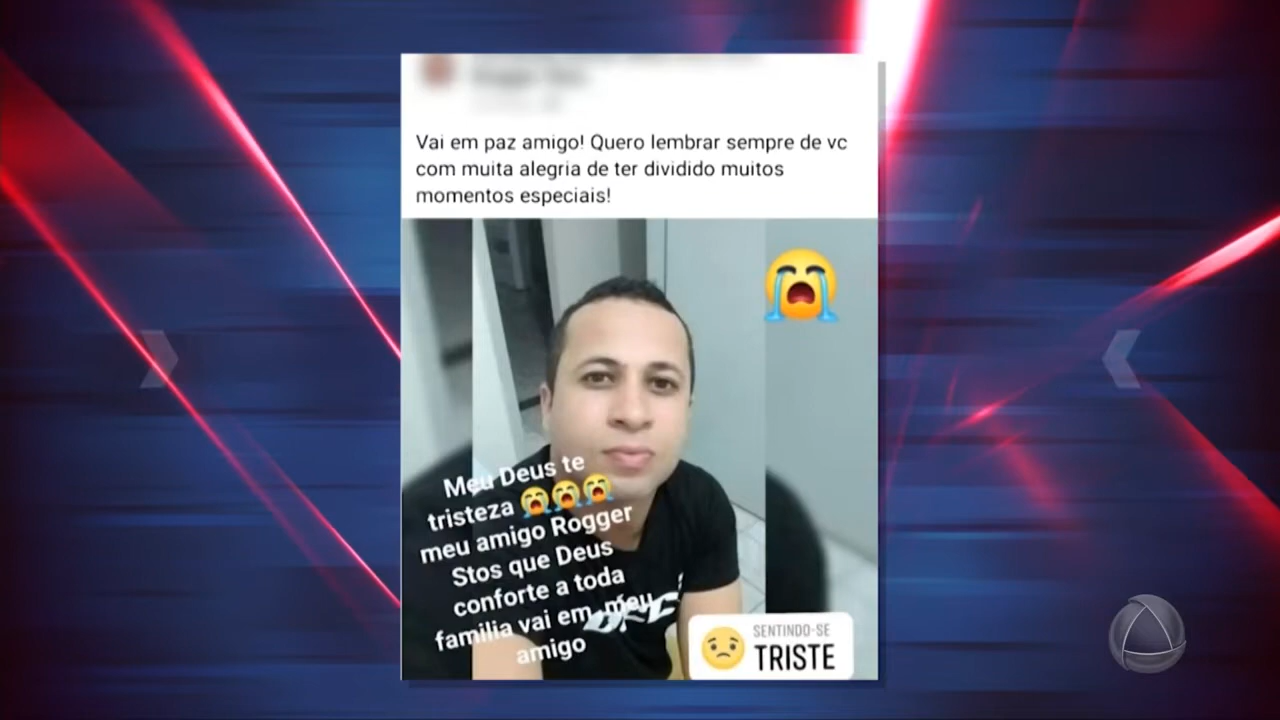 Vai em paz amigo! Quero lembrar sempre de vc
com muita alegria de ter dividido muitos
momentos especiais!
Meu Deus te
tristeza 😭😭😭
meu amigo Rogger
Stos que Deus
conforte a toda
familia vai em meu
amigo
SENTINDO-SE
TRISTE